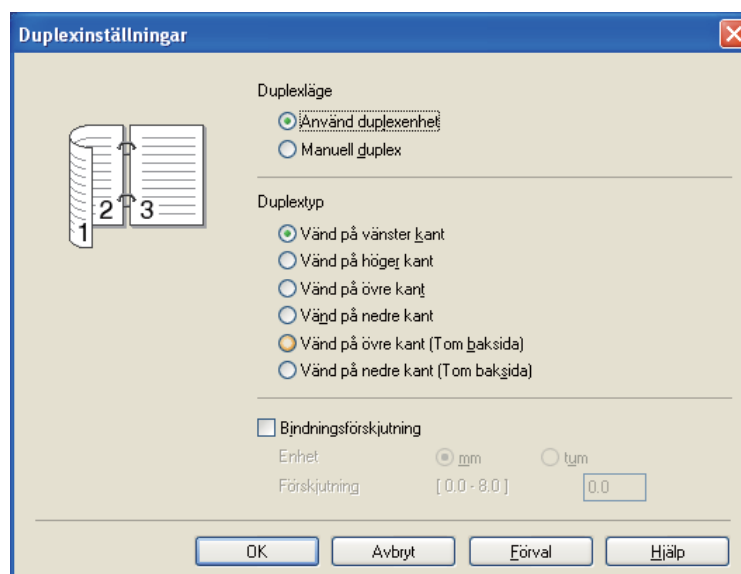 Duplexinställningar
Duplexläge
Använd duplexenhet
Manuell duplex
2 3
1
Duplextyp
Vänd på vänster kant
Vänd på höger kant
Vänd på övre kant
Vänd på nedre kant
Vänd på övre kant (Tom baksida)
Vänd på nedre kant (Tom baksida)
Bindningsförskjutning
Enhet mm tum
Förskjutning [ 0.0 - 8.0 ] 0.0
OK Avbryt Förval Hjälp